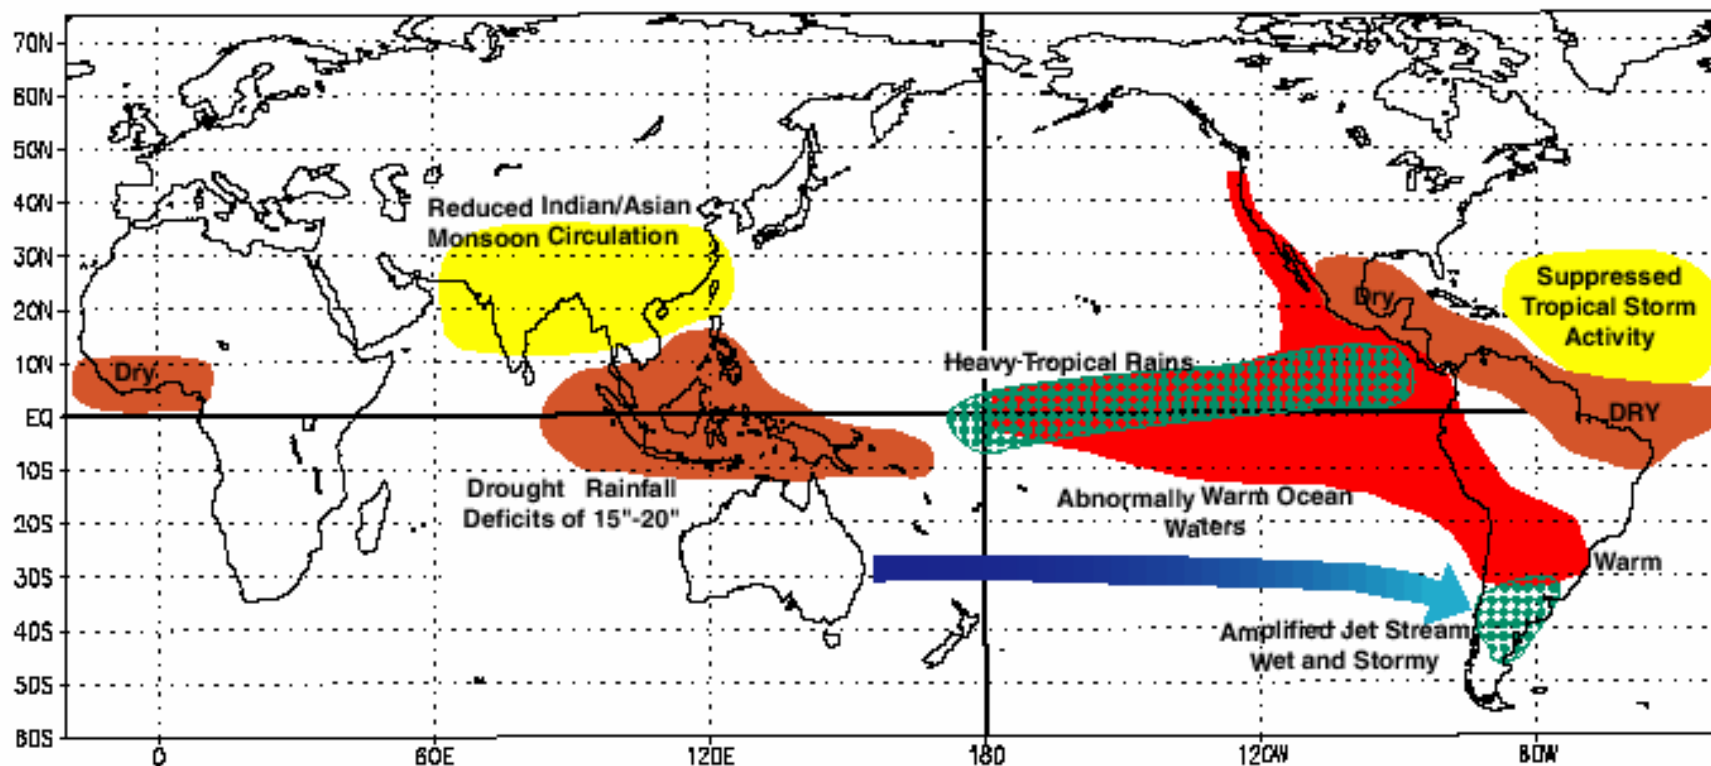 70N
60N
50N
40N
30N
20N
10N
EQ
10S
20S
30S
40S
50S
60S
Reduced Indian/Asian
Monsoon Circulation
Suppressed
Tropical Storm
Activity
Dry
Heavy Tropical Rains
Dry
DRY
Drought Rainfall
Deficits of 15"-20"
Abnormally Warm Ocean
Waters
Warm
Amplified Jet Stream
Wet and Stormy
0
60E
120E
180
120W
60W